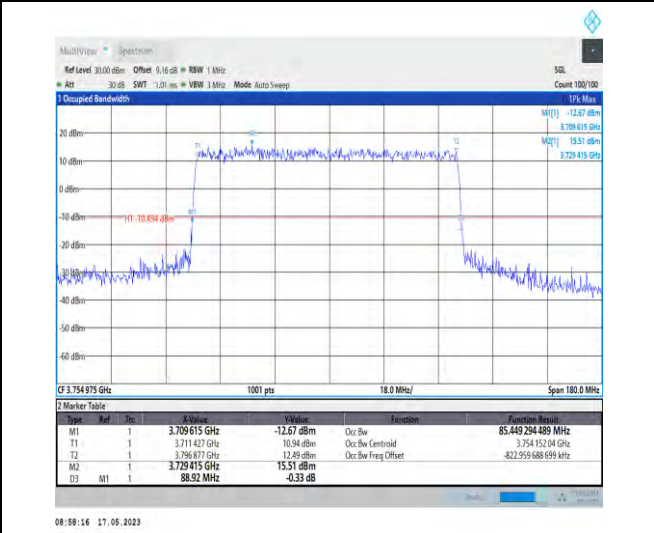 MultiView Spectrum
Ref Level 30.00 dBm Offset 9.16 dB RBW 1 MHz SGL
Att 30 dB SWT 1.01 ms VBW 3 MHz Mode Auto Sweep Count 100/100
1 Occupied Bandwidth 1Pk Max
M1[1] -12.67 dBm
3.709 615 GHz
M2[1] 15.51 dBm
3.729 415 GHz
20 dBm
M2
T1
T2
10 dBm
0 dBm
M1
-10 dBm
H1 -10.494 dBm
-20 dBm
-30 dBm
-40 dBm
-50 dBm
-60 dBm
CF 3.754 975 GHz 1001 pts 18.0 MHz/ Span 180.0 MHz
2 Marker Table
Type Ref Trc X-Value Y-Value Function Function Result
M1 1 3.709 615 GHz -12.67 dBm Occ Bw 85.449 294 489 MHz
T1 1 3.711 427 GHz 10.94 dBm Occ Bw Centroid 3.754 152 04 GHz
T2 1 3.796 877 GHz 12.49 dBm Occ Bw Freq Offset -822.959 688 699 kHz
M2 1 3.729 415 GHz 15.51 dBm
D3 M1 1 88.92 MHz -0.33 dB
08:58:16 17.05.2023